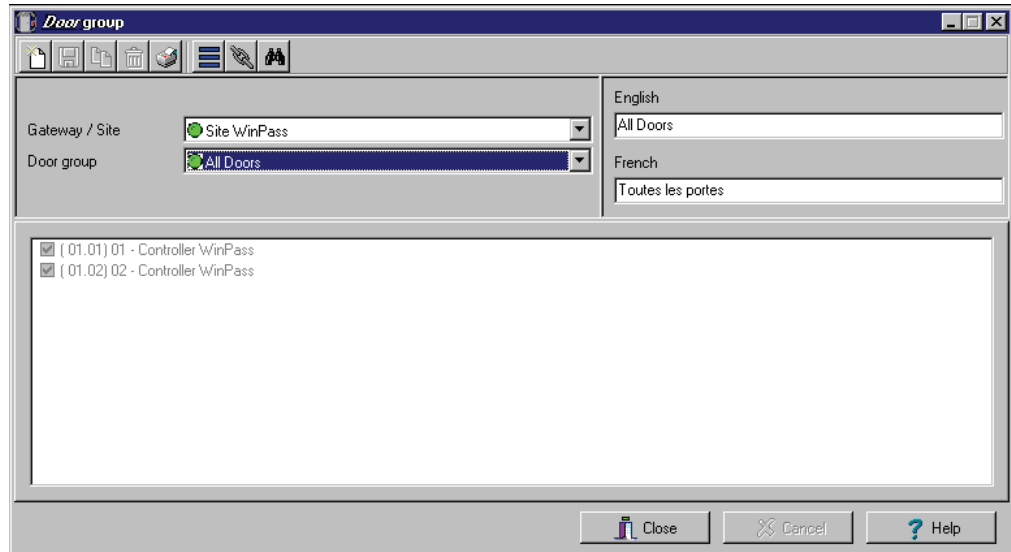 Door group
Gateway / Site
Site WinPass
Door group
All Doors
English
All Doors
French
Toutes les portes
( 01.01) 01 - Controller WinPass
( 01.02) 02 - Controller WinPass
Close
Cancel
Help